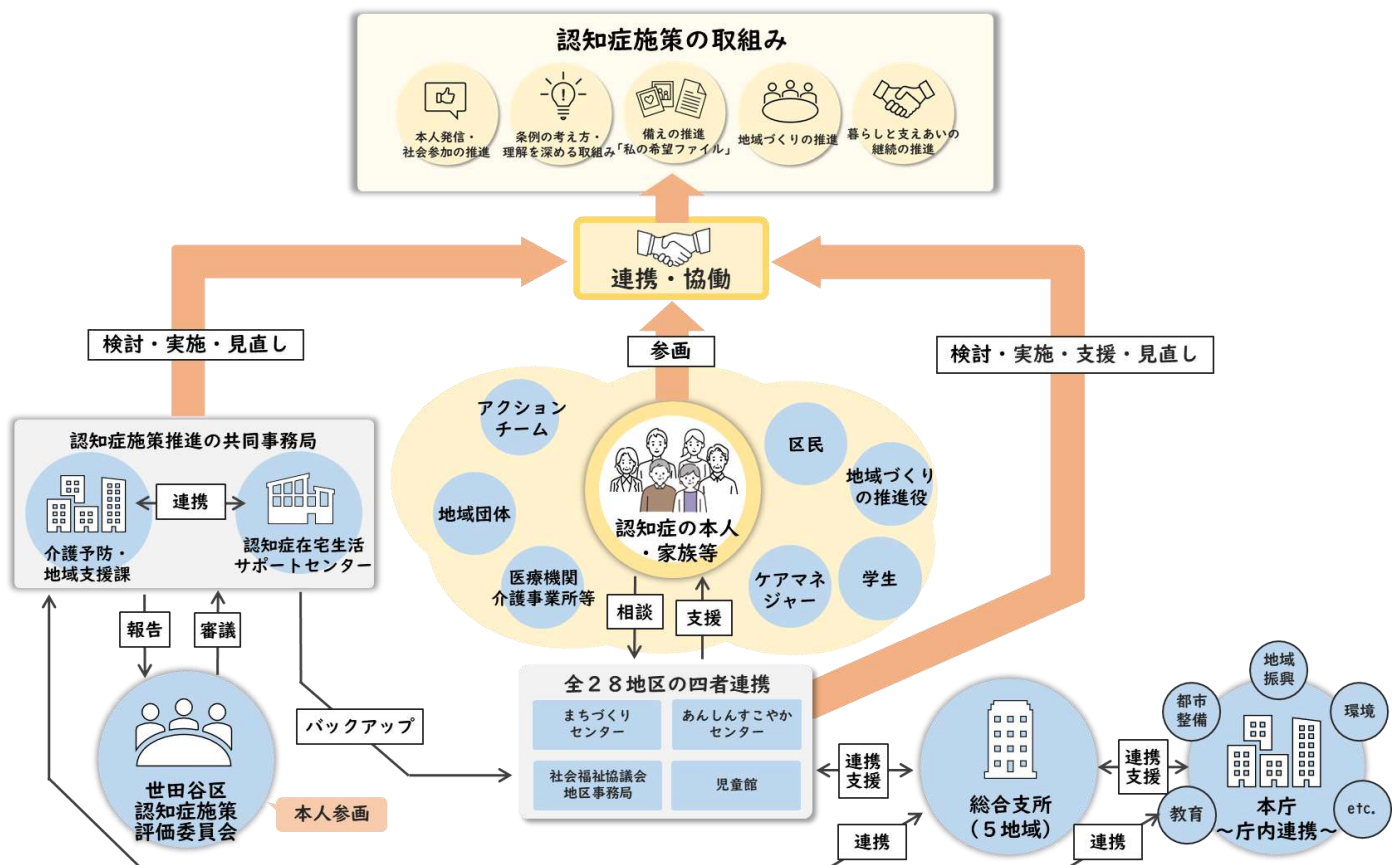 認知症施策の取組み
本人発信・
社会参加の推進
条例の考え方・
理解を深める取組み
備えの推進
「私の希望ファイル」
地域づくりの推進
暮らしと支えあいの
継続の推進
連携・協働
検討・実施・見直し
参画
検討・実施・支援・見直し
認知症施策推進の共同事務局
連携
介護予防・
地域支援課
認知症在宅生活
サポートセンター
アクション
チーム
地域団体
医療機関
介護事業所等
認知症の本人
・家族等
区民
地域づくり
の推進役
ケアマネ
ジャー
学生
報告
審議
相談
支援
バックアップ
世田谷区
認知症施策
評価委員会
本人参画
全２８地区の四者連携
まちづくり
センター
あんしんすこやか
センター
社会福祉協議会
地区事務局
児童館
連携
支援
総合支所
（５地域）
連携
支援
地域
振興
都市
整備
環境
教育
etc.
本庁
～庁内連携～
連携
連携